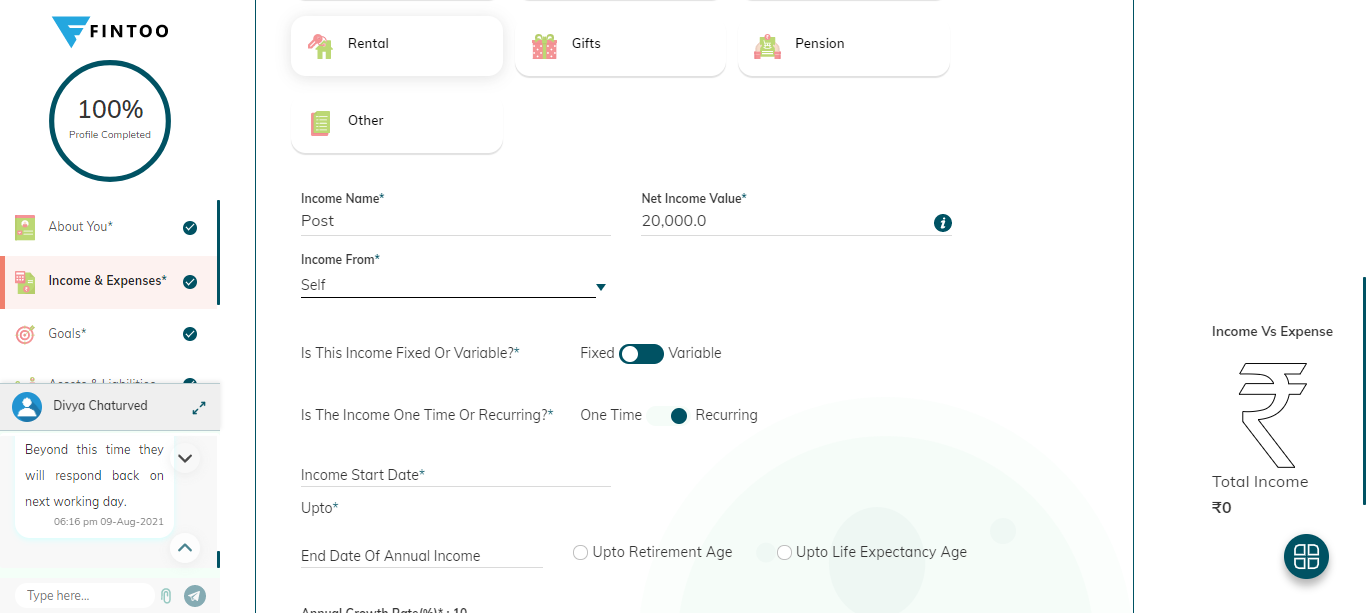 FINTOO
100%
Profile Completed
About You*
Income & Expenses*
Goals*
Assets & Liabilities
Divya Chaturved
Beyond this time they
will respond back on
next working day.
06:16 pm 09-Aug-2021
Type here...
Rental
Gifts
Pension
Other
Income Name*
Net Income Value*
Post
20,000.0
Income From*
Self
Is This Income Fixed Or Variable?*
Fixed
Variable
Is The Income One Time Or Recurring?*
One Time
Recurring
Income Start Date*
Upto*
End Date Of Annual Income
Upto Retirement Age
Upto Life Expectancy Age
Annual Growth Rate(%)* : 10
Income Vs Expense
₹
Total Income
₹0